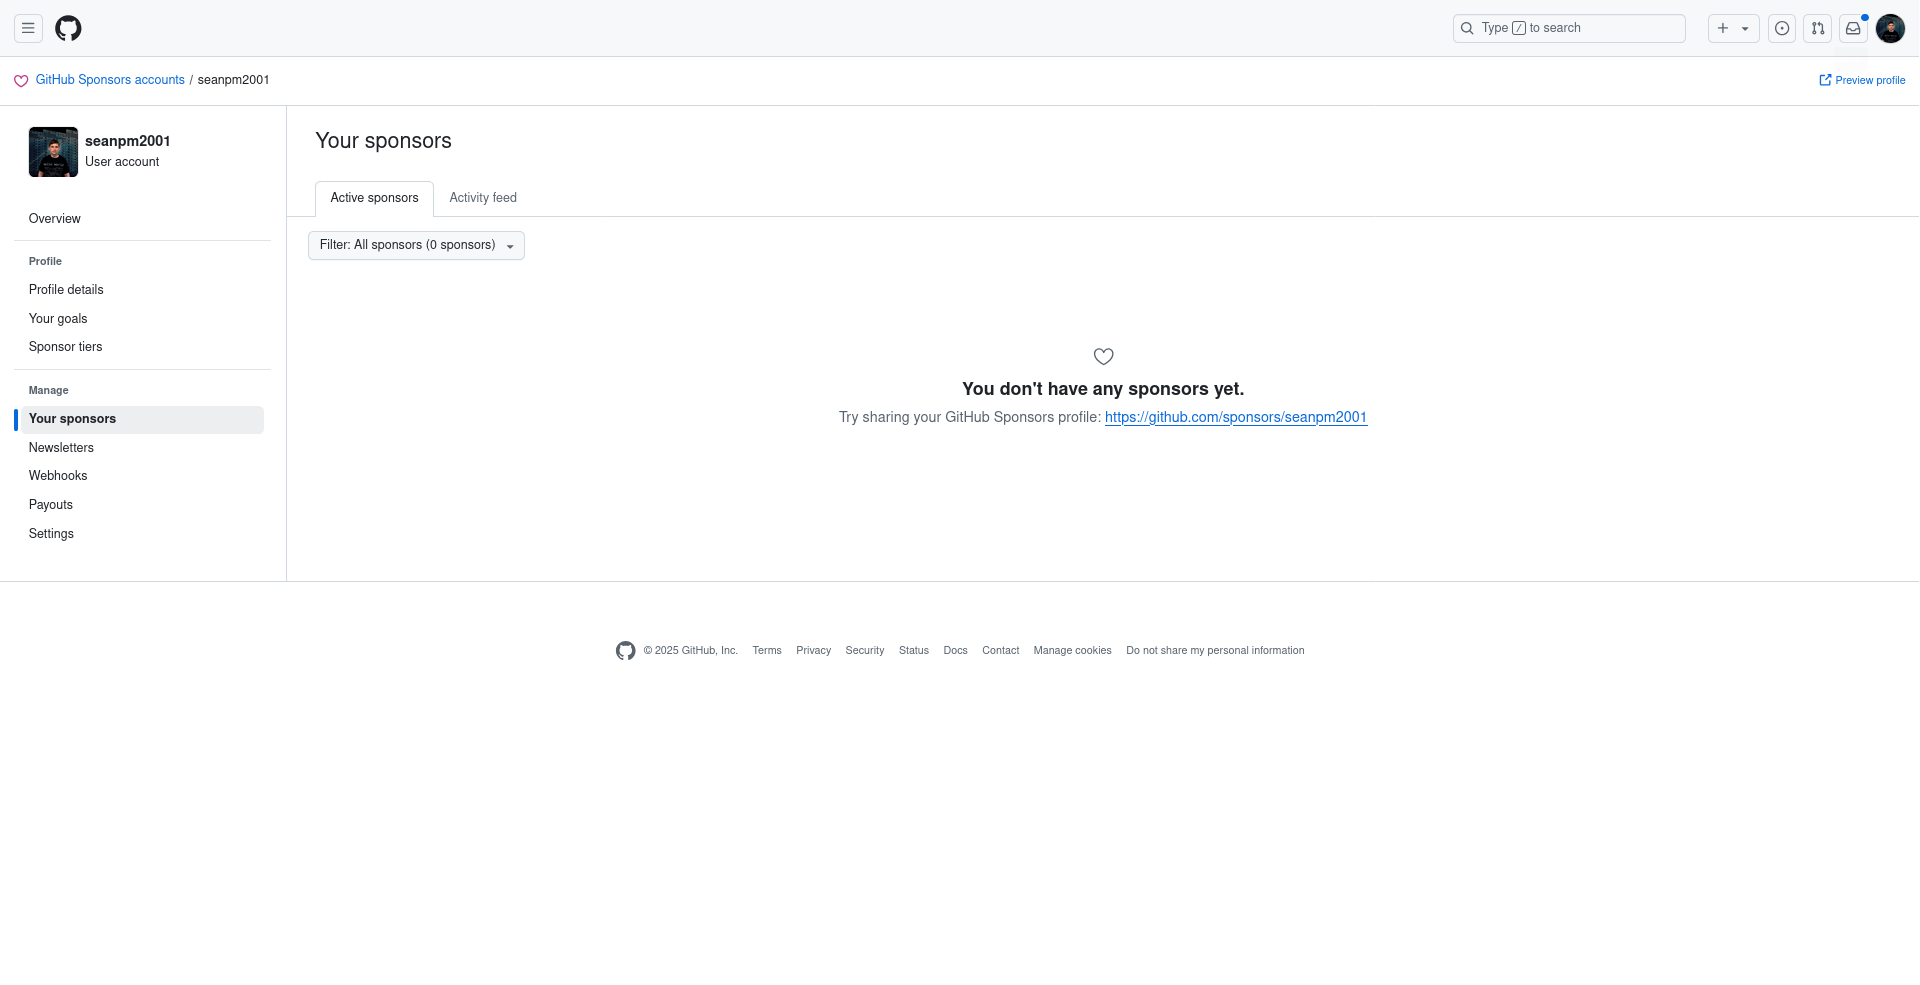 Type / to search
GitHub Sponsors accounts / seanpm2001
Preview profile
seanpm2001
User account
Overview
Profile
Profile details
Your goals
Sponsor tiers
Manage
Your sponsors
Newsletters
Webhooks
Payouts
Settings
Your sponsors
Active sponsors Activity feed
Filter: All sponsors (0 sponsors)
You don't have any sponsors yet.
Try sharing your GitHub Sponsors profile: https://github.com/sponsors/seanpm2001
© 2025 GitHub, Inc. Terms Privacy Security Status Docs Contact Manage cookies Do not share my personal information